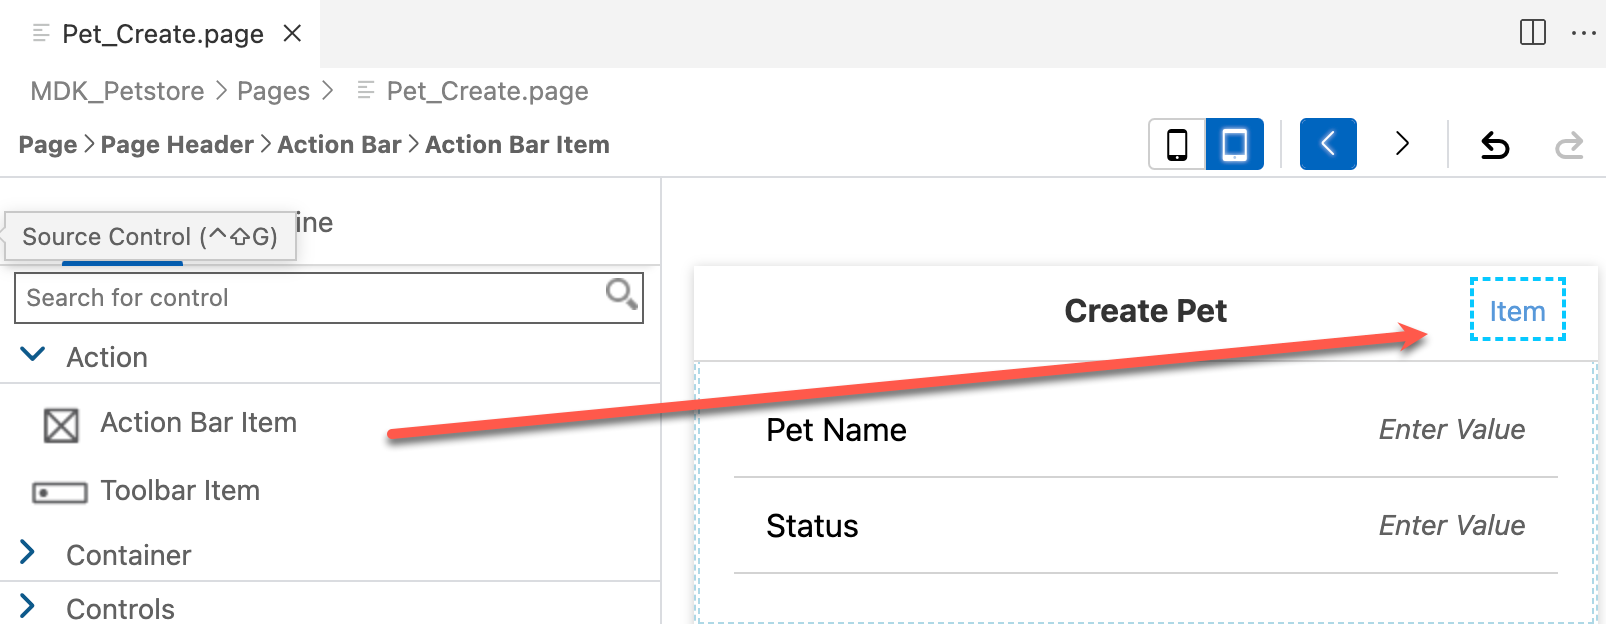 Pet_Create.page
MDK_Petstore > Pages > Pet_Create.page
Page > Page Header > Action Bar > Action Bar Item
ine
Source Control (^⇧G)
Search for control
Action
Action Bar Item
Toolbar Item
Container
Controls
Create Pet
Item
Pet Name
Enter Value
Status
Enter Value